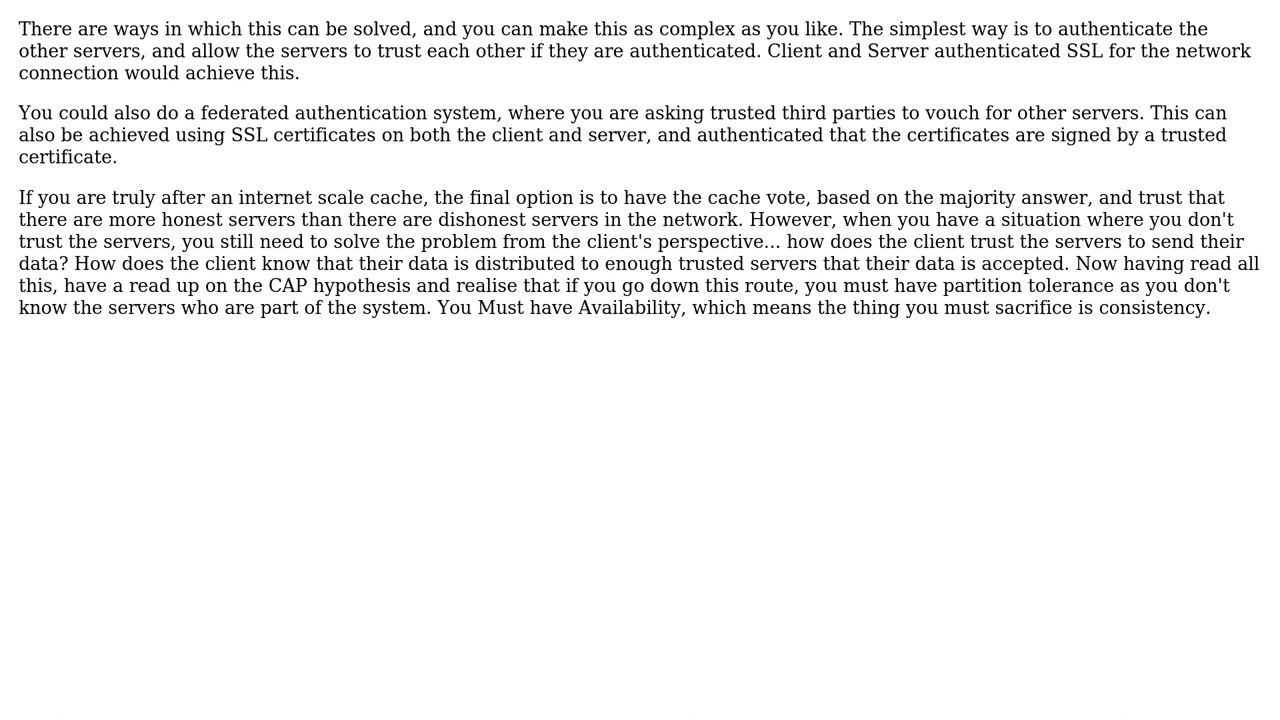 There are ways in which this can be solved, and you can make this as complex as you like. The simplest way is to authenticate the
other servers, and allow the servers to trust each other if they are authenticated. Client and Server authenticated SSL for the network
connection would achieve this.
You could also do a federated authentication system, where you are asking trusted third parties to vouch for other servers. This can
also be achieved using SSL certificates on both the client and server, and authenticated that the certificates are signed by a trusted
certificate.
If you are truly after an internet scale cache, the final option is to have the cache vote, based on the majority answer, and trust that
there are more honest servers than there are dishonest servers in the network. However, when you have a situation where you don't
trust the servers, you still need to solve the problem from the client's perspective... how does the client trust the servers to send their
data? How does the client know that their data is distributed to enough trusted servers that their data is accepted. Now having read all
this, have a read up on the CAP hypothesis and realise that if you go down this route, you must have partition tolerance as you don't
know the servers who are part of the system. You Must have Availability, which means the thing you must sacrifice is consistency.